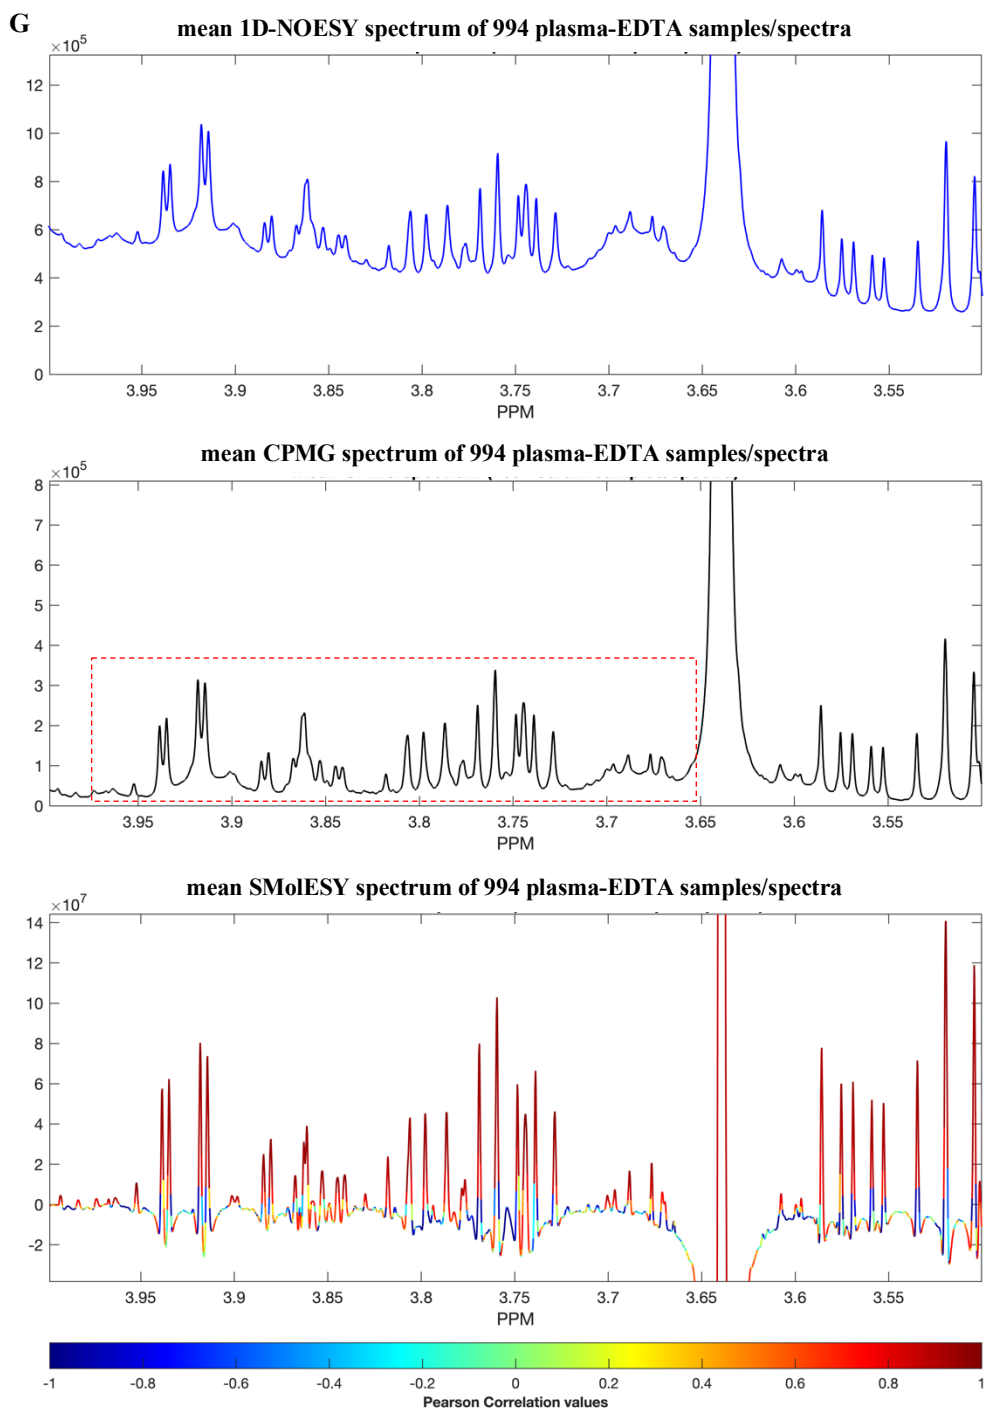 G
mean 1D-NOESY spectrum of 994 plasma-EDTA samples/spectra
×10⁵
12
10
8
6
4
2
0
3.95 3.9 3.85 3.8 3.75 3.7 3.65 3.6 3.55
PPM
mean CPMG spectrum of 994 plasma-EDTA samples/spectra
×10⁵
8
7
6
5
4
3
2
1
0
3.95 3.9 3.85 3.8 3.75 3.7 3.65 3.6 3.55
PPM
mean SMolESY spectrum of 994 plasma-EDTA samples/spectra
×10⁷
14
12
10
8
6
4
2
0
-2
3.95 3.9 3.85 3.8 3.75 3.7 3.65 3.6 3.55
PPM
-1 -0.8 -0.6 -0.4 -0.2 0 0.2 0.4 0.6 0.8 1
Pearson Correlation values